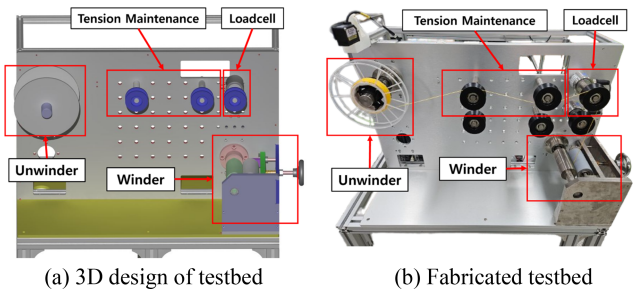 Tension Maintenance
Loadcell
Unwinder
Winder
Tension Maintenance
Loadcell
Unwinder
Winder
(a) 3D design of testbed
(b) Fabricated testbed